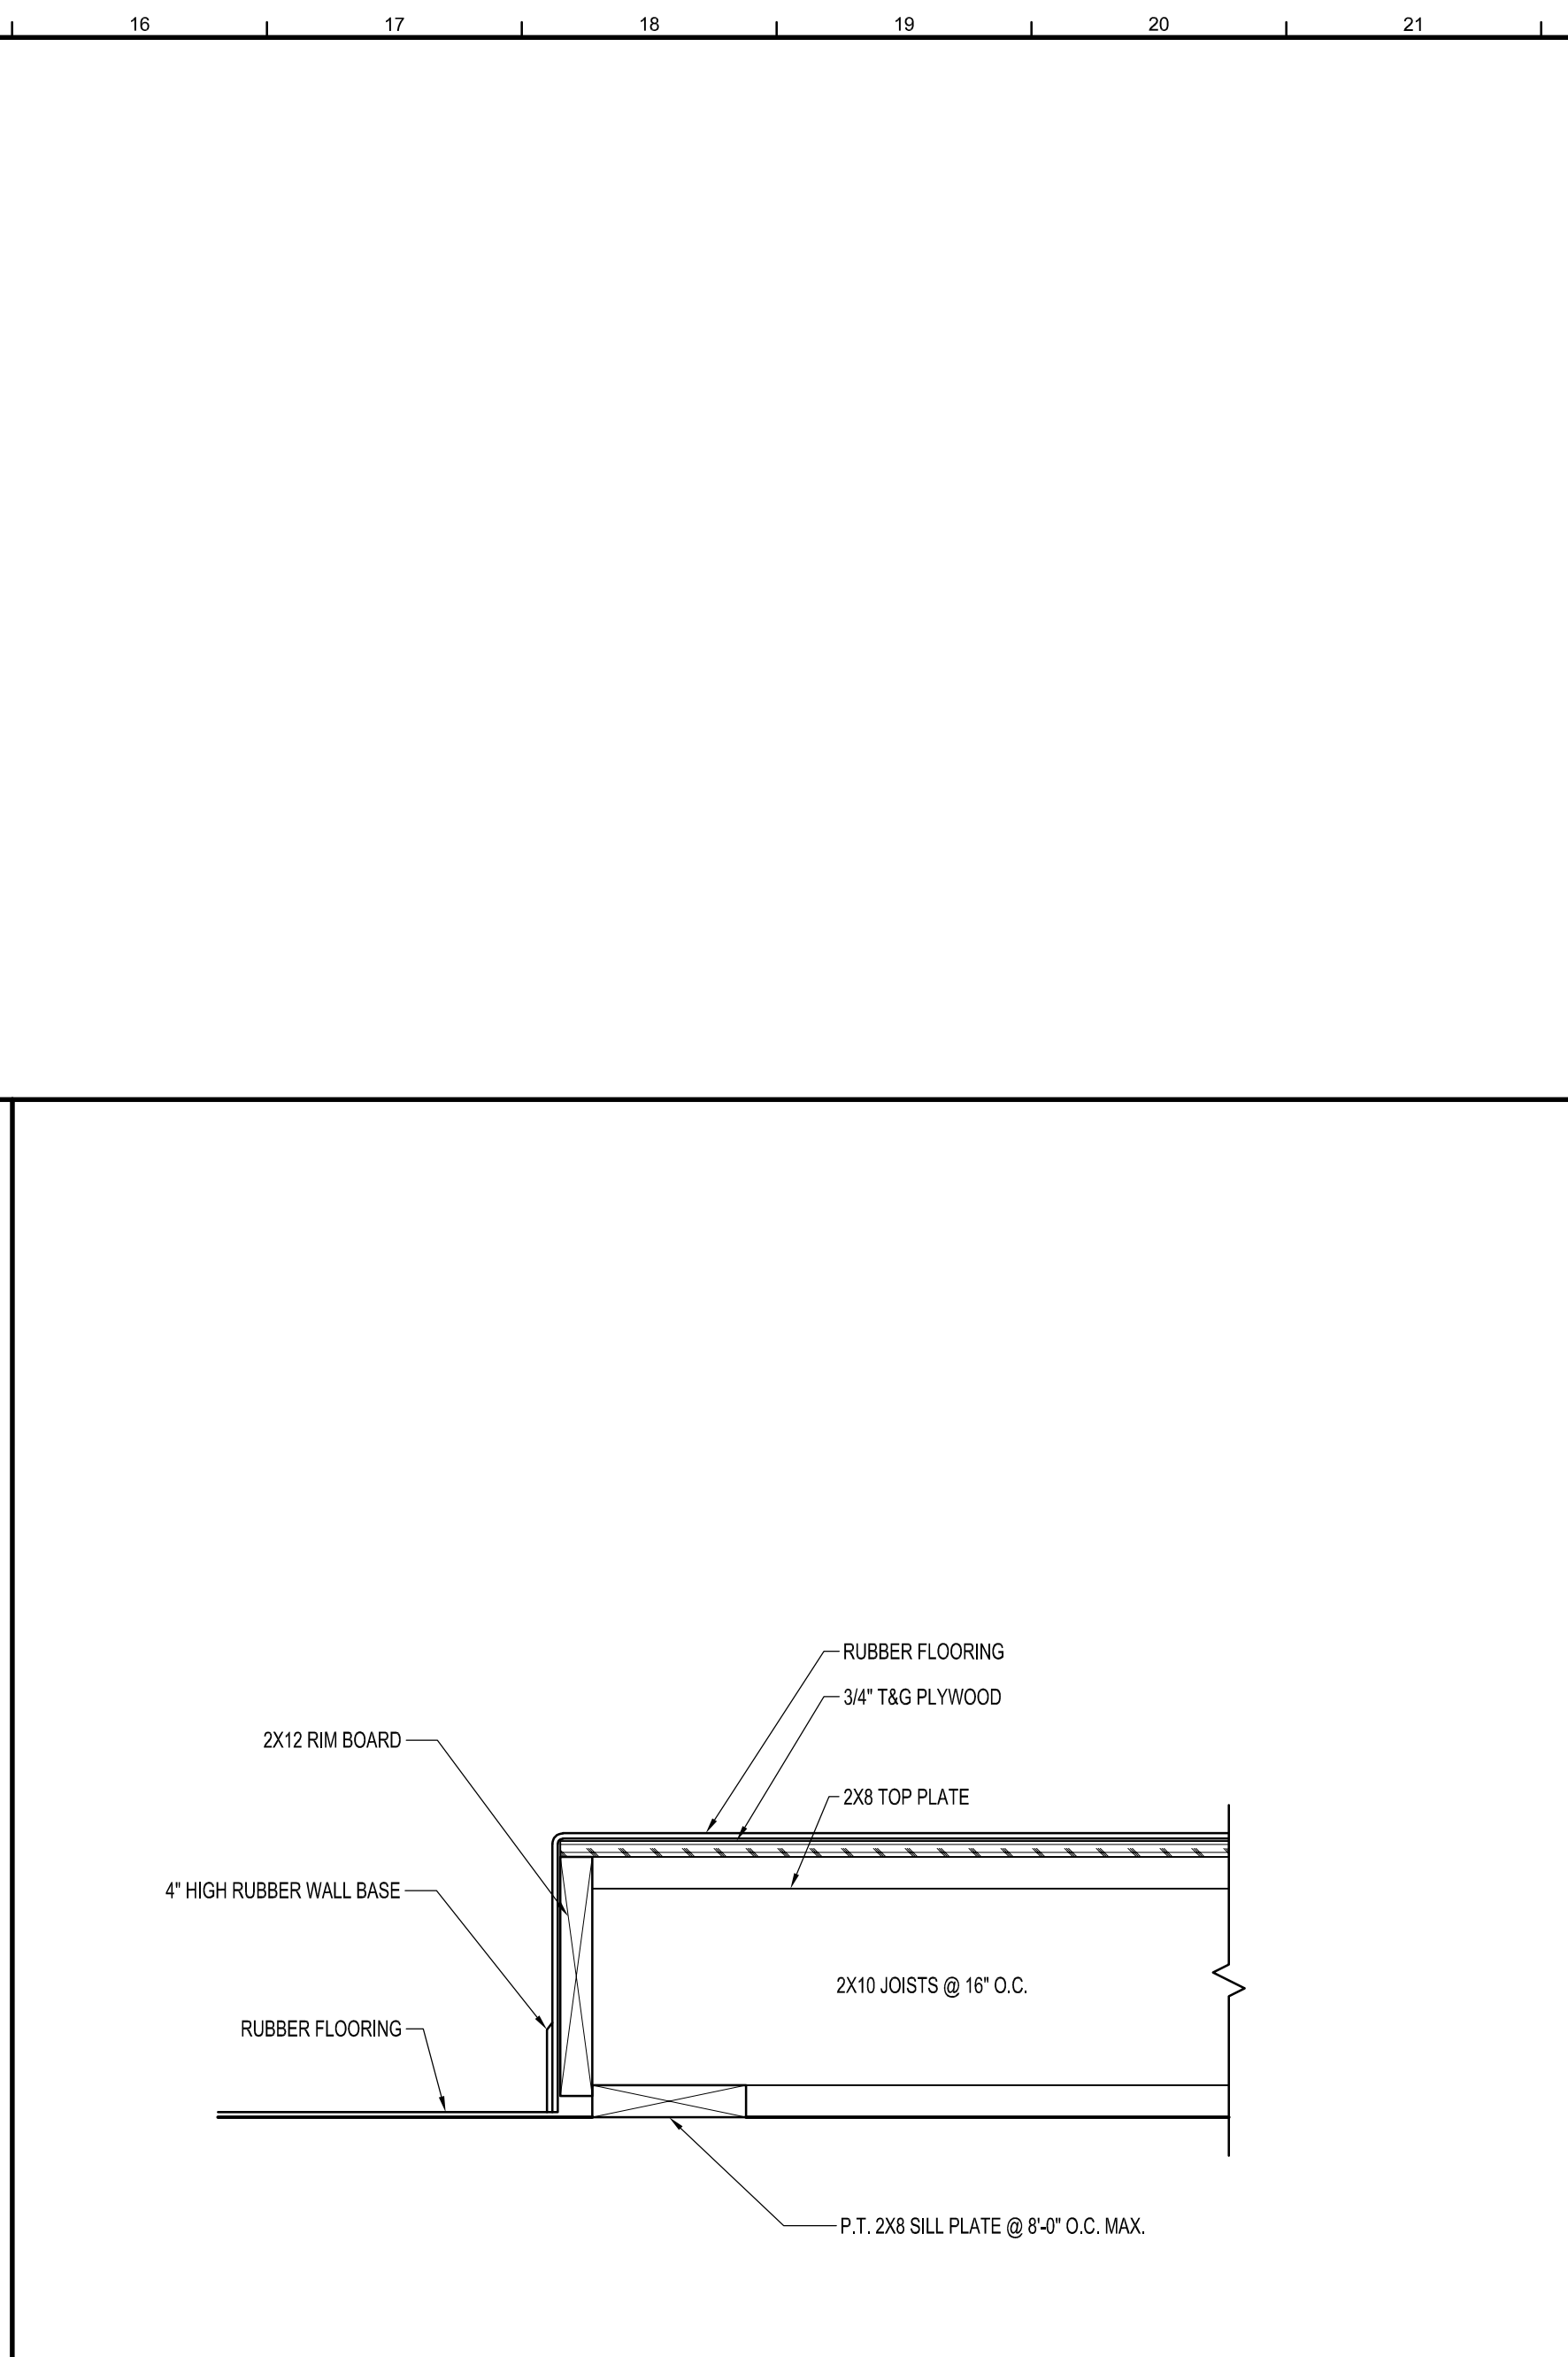 16 17 18 19 20 21
RUBBER FLOORING
3/4" T&G PLYWOOD
2X12 RIM BOARD
2X8 TOP PLATE
4" HIGH RUBBER WALL BASE
2X10 JOISTS @ 16" O.C.
RUBBER FLOORING
P.T. 2X8 SILL PLATE @ 8'-0" O.C. MAX.